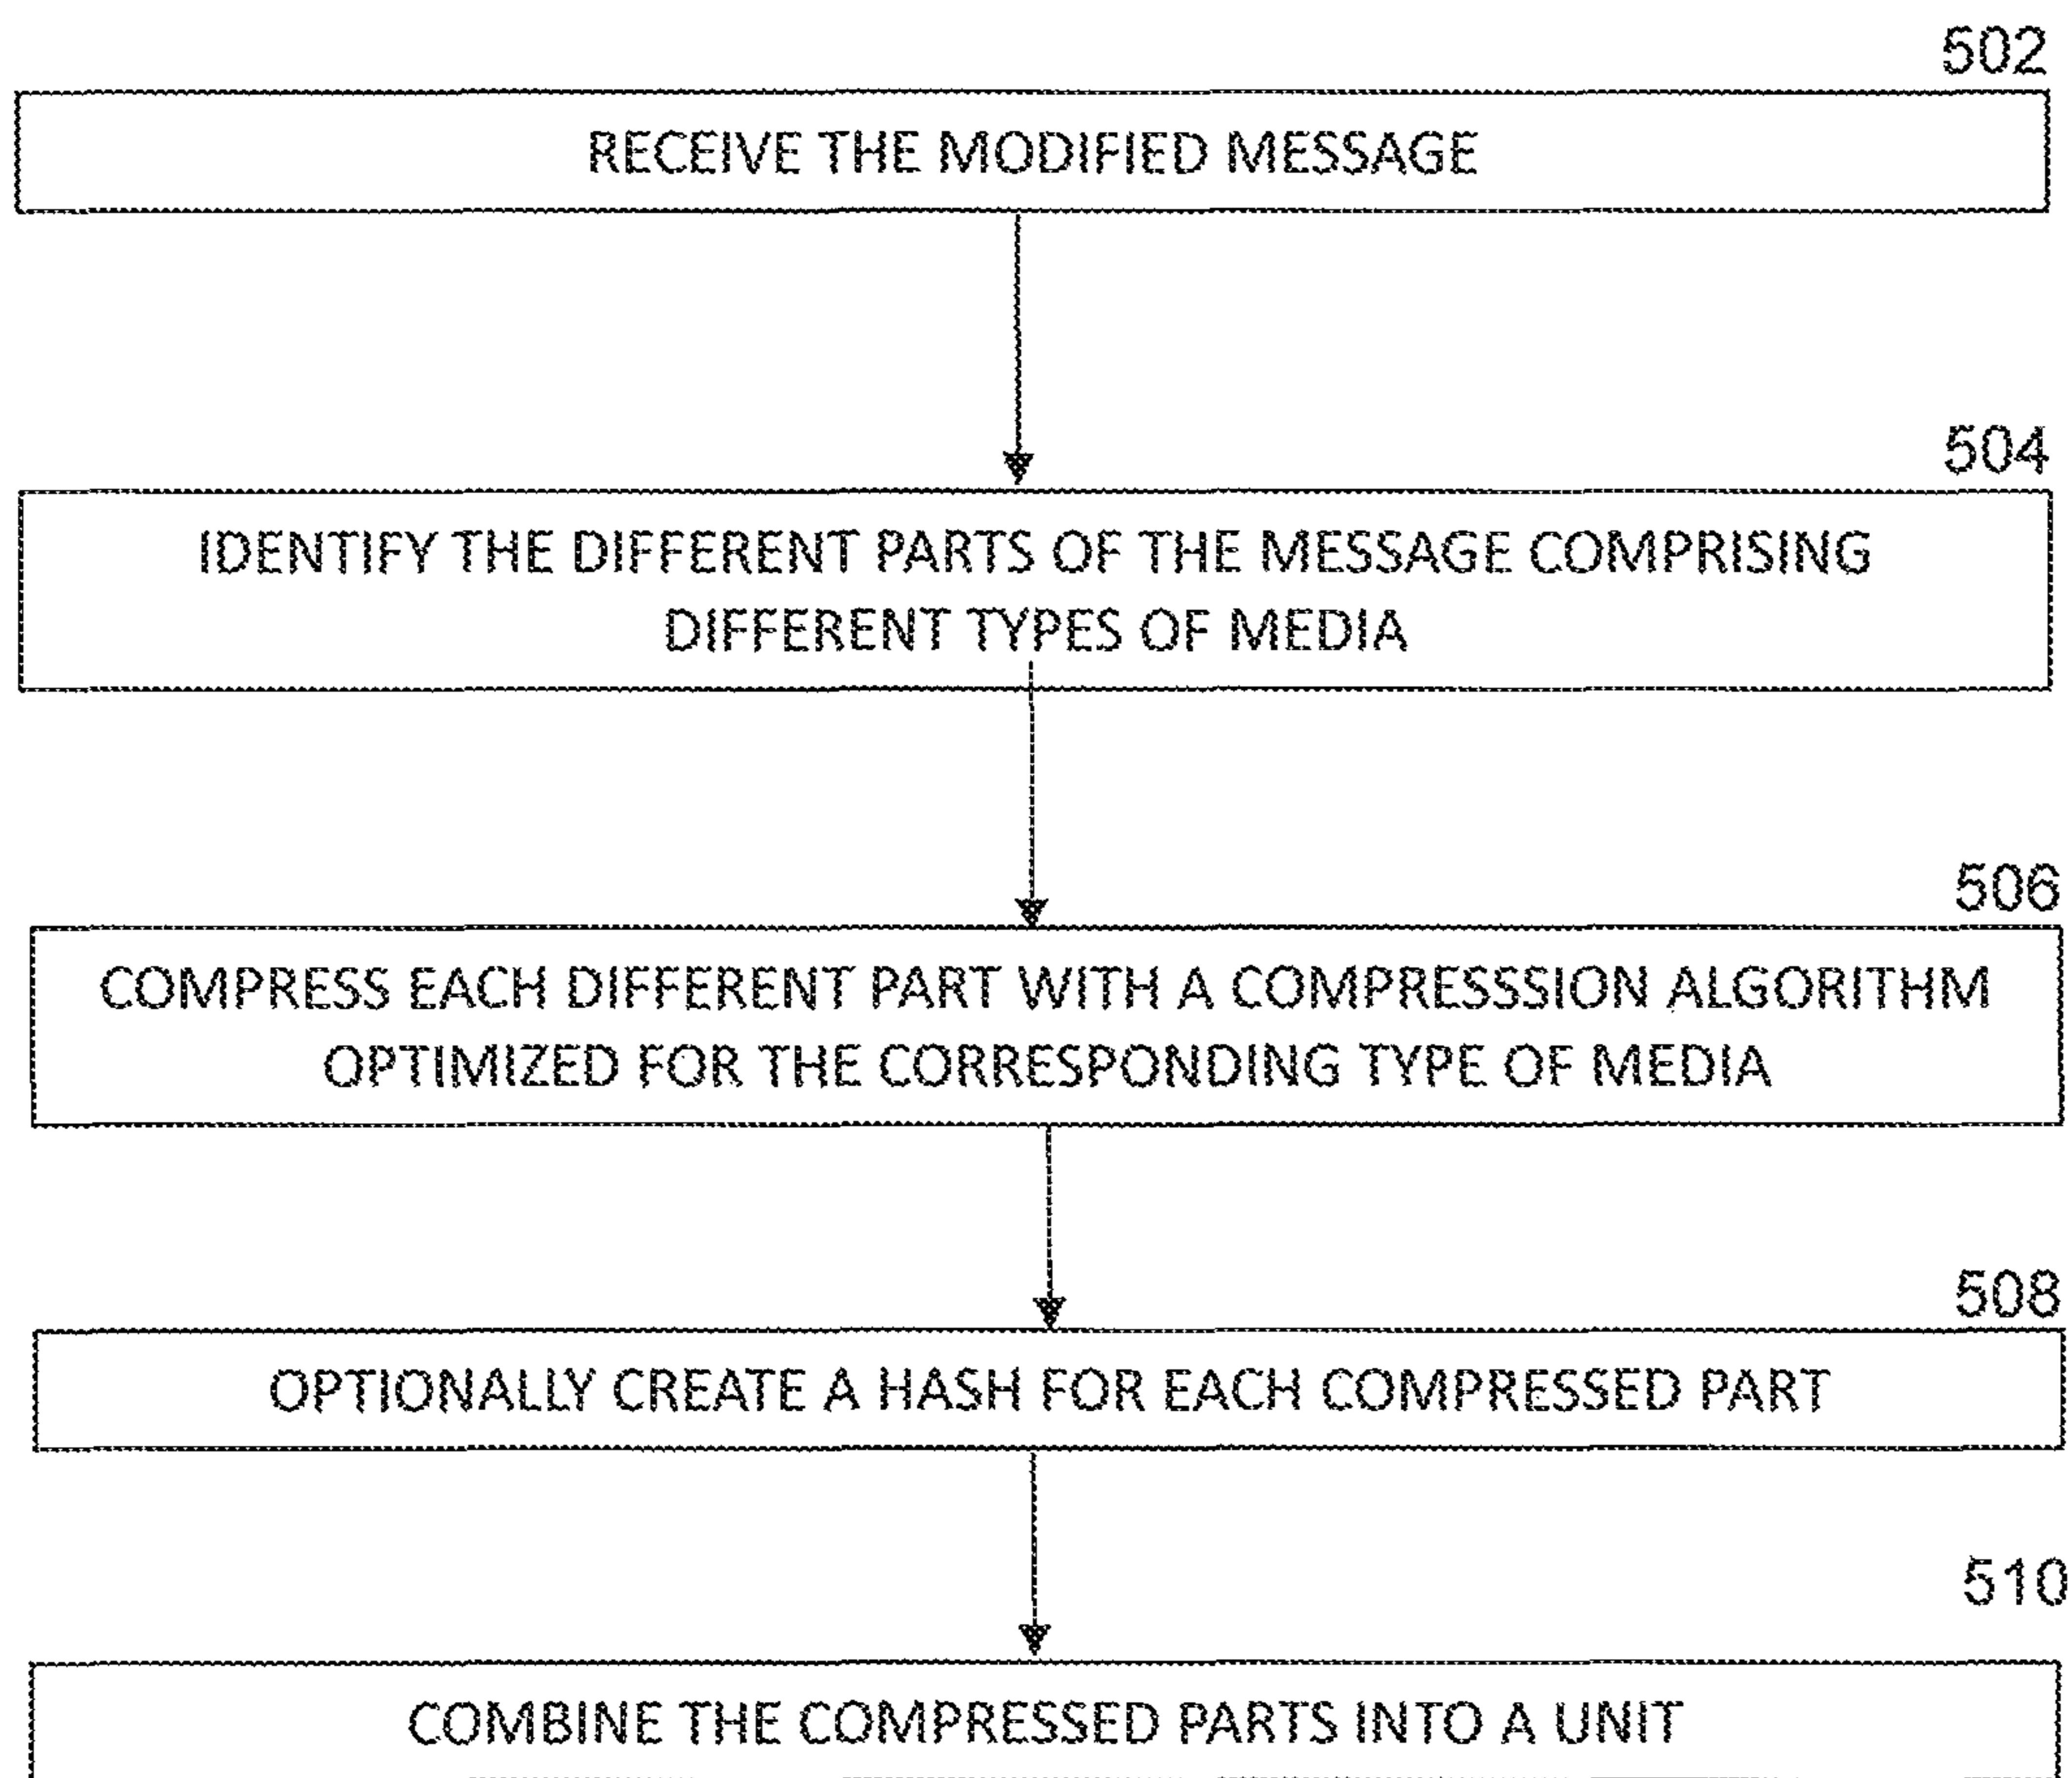 502
RECEIVE THE MODIFIED MESSAGE
504
IDENTIFY THE DIFFERENT PARTS OF THE MESSAGE COMPRISING
DIFFERENT TYPES OF MEDIA
506
COMPRESS EACH DIFFERENT PART WITH A COMPRESSSION ALGORITHM
OPTIMIZED FOR THE CORRESPONDING TYPE OF MEDIA
508
OPTIONALLY CREATE A HASH FOR EACH COMPRESSED PART
510
COMBINE THE COMPRESSED PARTS INTO A UNIT